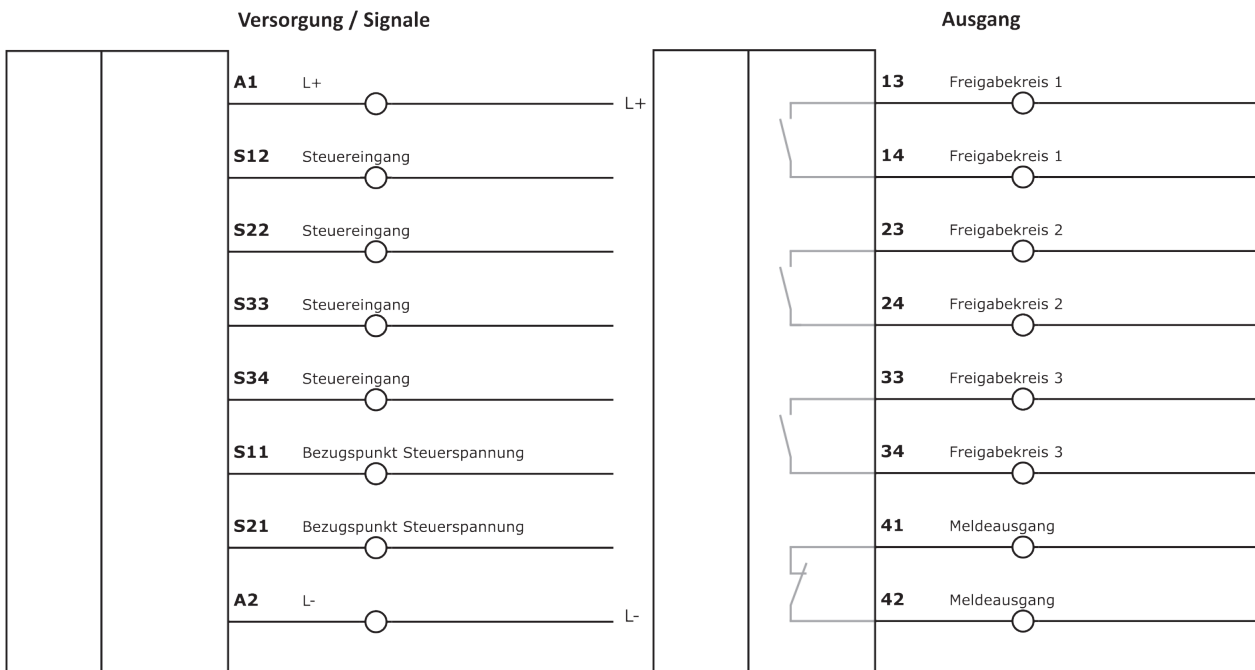 Versorgung / Signale
A1 L+
L+
S12 Steuereingang
S22 Steuereingang
S33 Steuereingang
S34 Steuereingang
S11 Bezugspunkt Steuerspannung
S21 Bezugspunkt Steuerspannung
A2 L-
L-
Ausgang
13 Freigabekreis 1
14 Freigabekreis 1
23 Freigabekreis 2
24 Freigabekreis 2
33 Freigabekreis 3
34 Freigabekreis 3
41 Meldeausgang
42 Meldeausgang